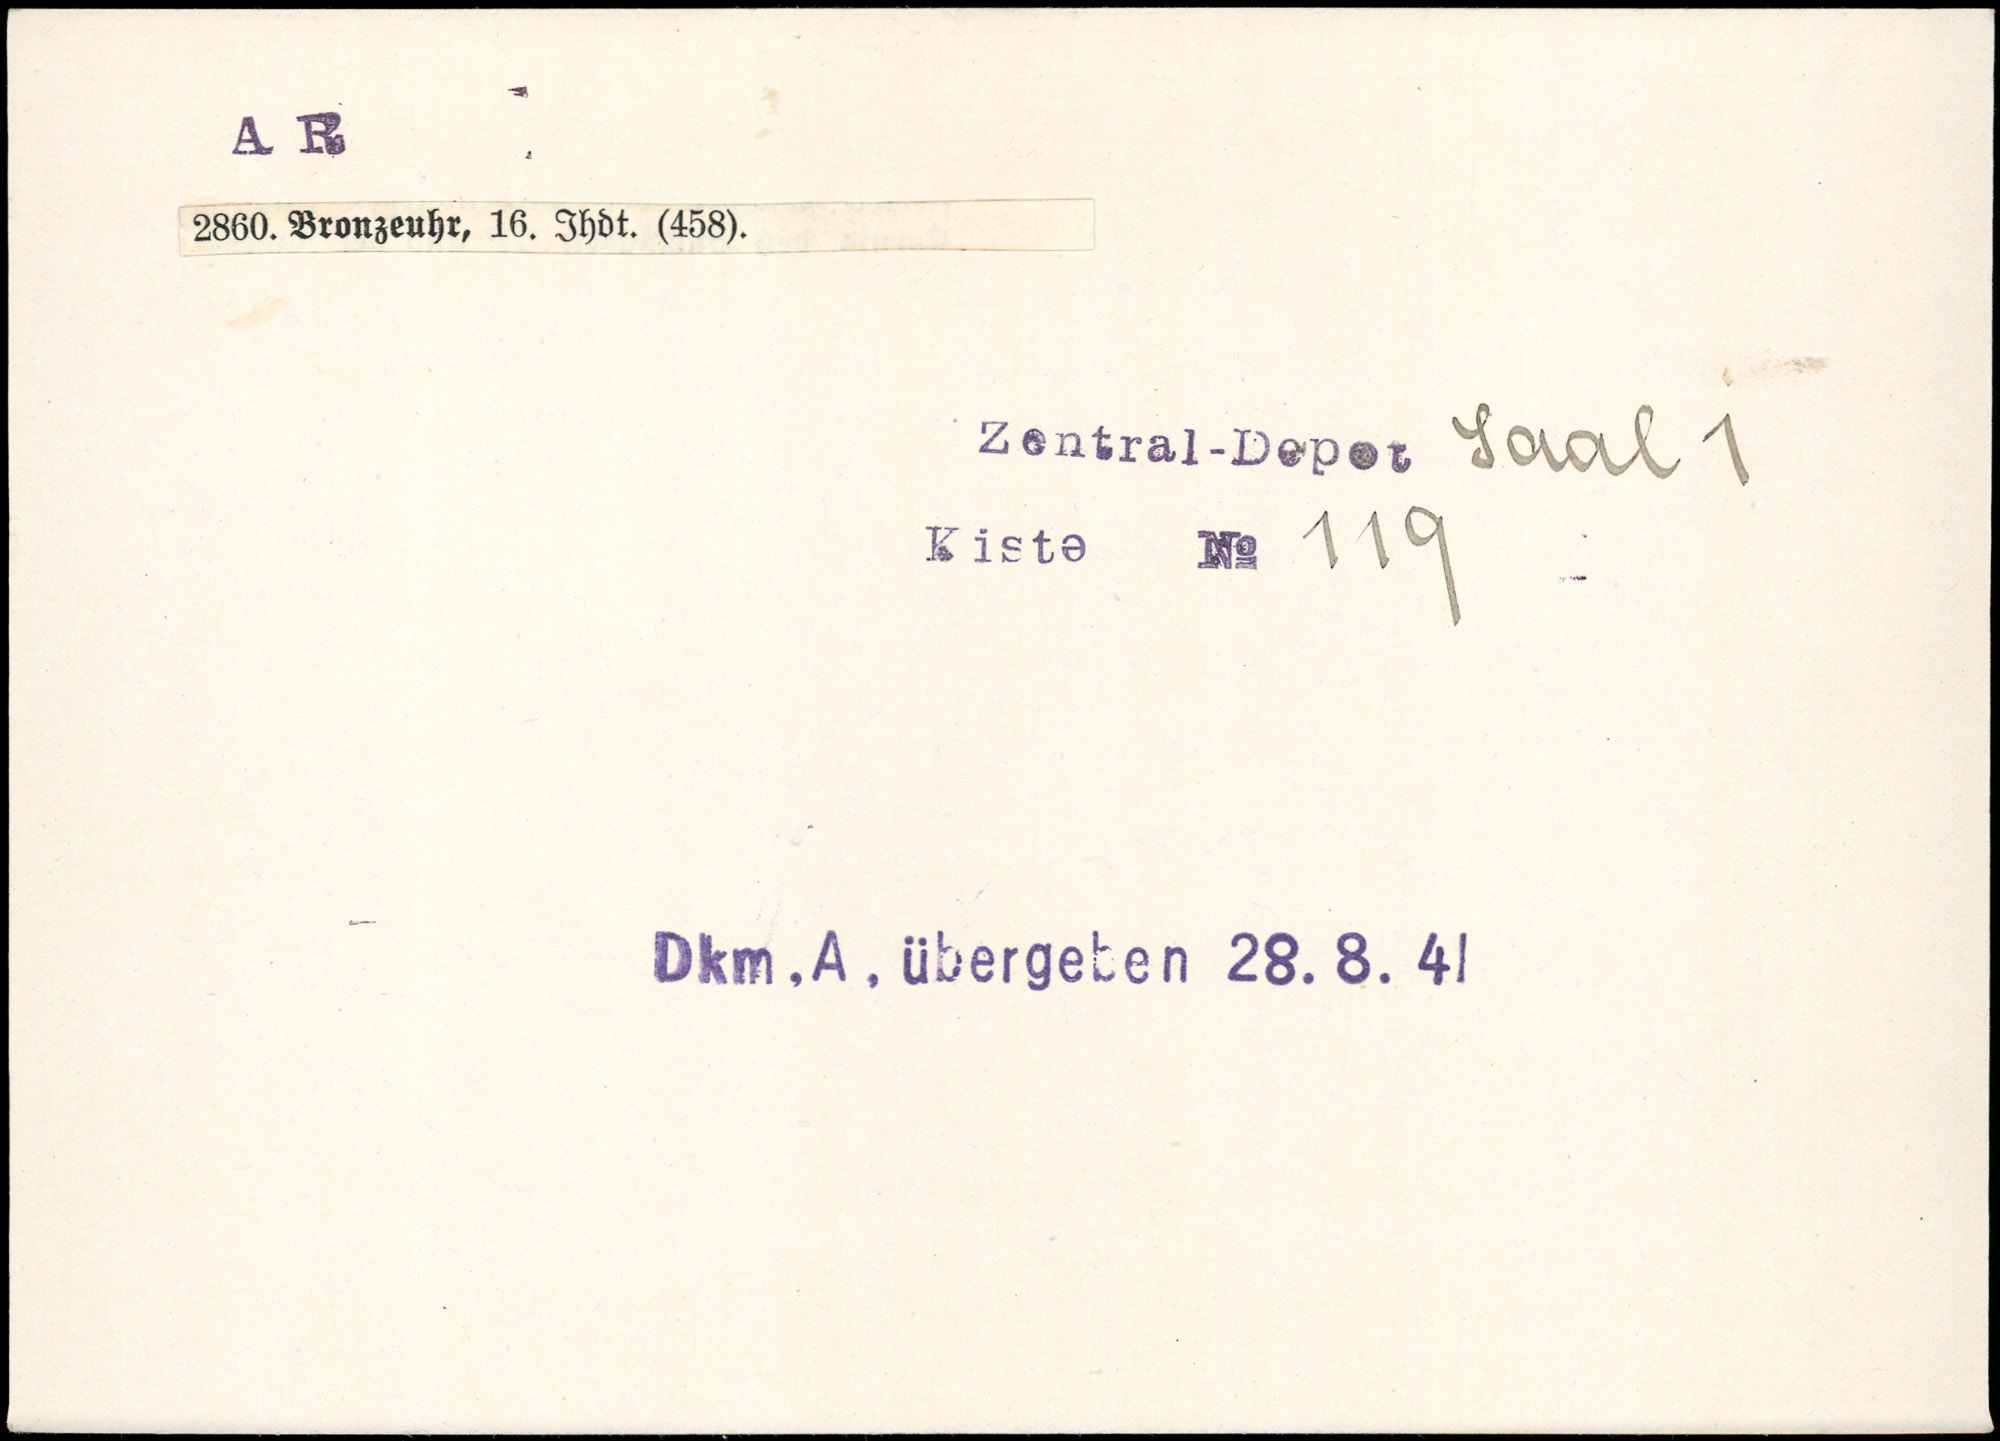 A R
2860. Bronzeuhr, 16. Jhdt. (458).
Zentral-Depot Saal 1
Kiste № 119
Dkm.A. übergeben 28.8.41